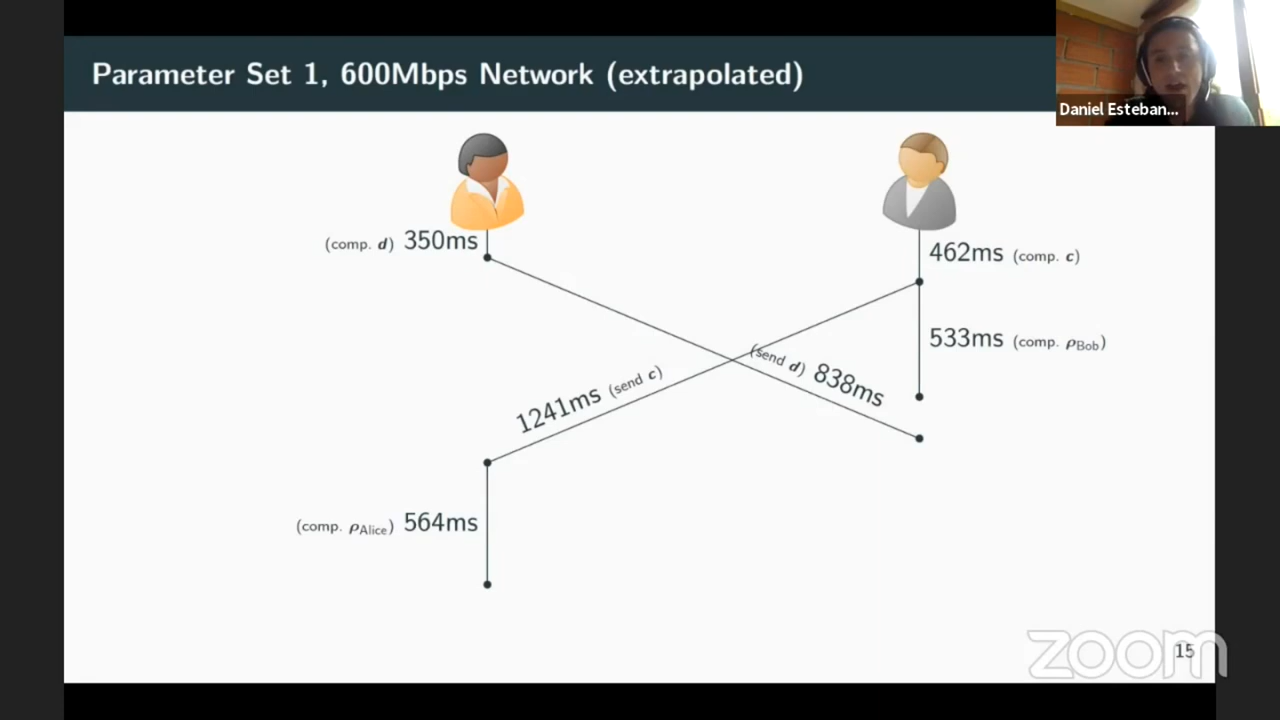 Parameter Set 1, 600Mbps Network (extrapolated)
Daniel Esteban...
(comp. d) 350ms
462ms (comp. c)
533ms (comp. ρBob)
(send d) 838ms
1241ms (send c)
(comp. ρAlice) 564ms
zoom
15